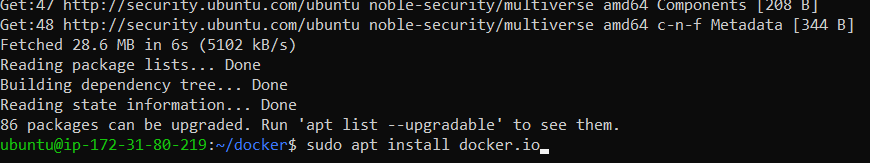 Get:47 http://security.ubuntu.com/ubuntu noble-security/multiverse amd64 Components [208 B]
Get:48 http://security.ubuntu.com/ubuntu noble-security/multiverse amd64 c-n-f Metadata [344 B]
Fetched 28.6 MB in 6s (5102 kB/s)
Reading package lists... Done
Building dependency tree... Done
Reading state information... Done
86 packages can be upgraded. Run 'apt list --upgradable' to see them.
ubuntu@ip-172-31-80-219:~/docker$ sudo apt install docker.io